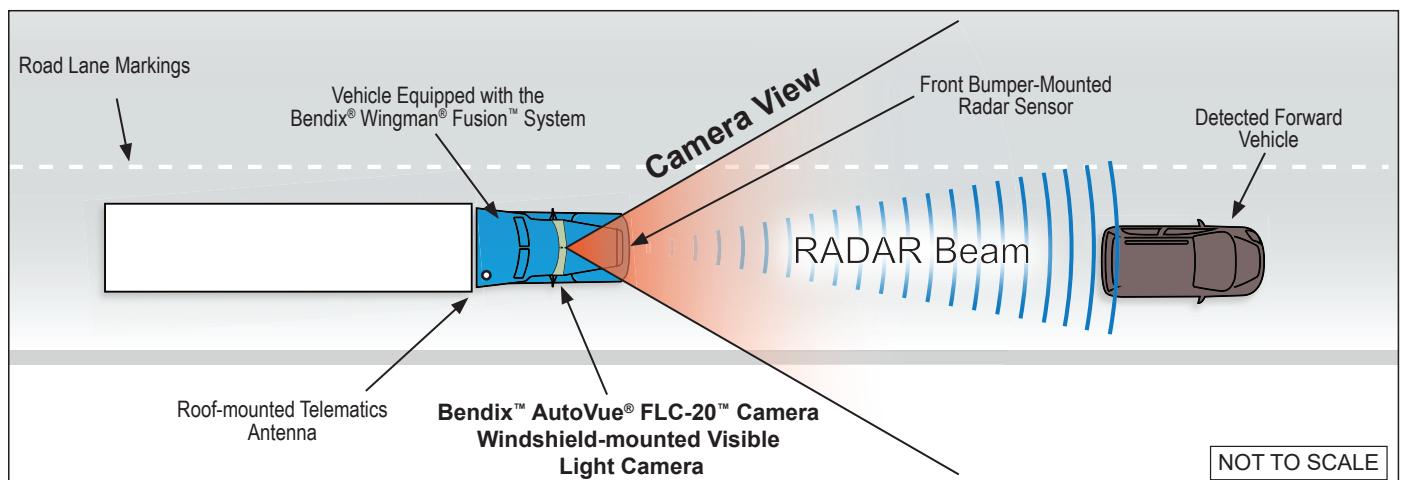 Road Lane Markings
Vehicle Equipped with the
Bendix® Wingman® Fusion™ System
Camera View
Front Bumper-Mounted
Radar Sensor
Detected Forward
Vehicle
RADAR Beam
Roof-mounted Telematics
Antenna
Bendix™ AutoVue® FLC-20™ Camera
Windshield-mounted Visible
Light Camera
NOT TO SCALE